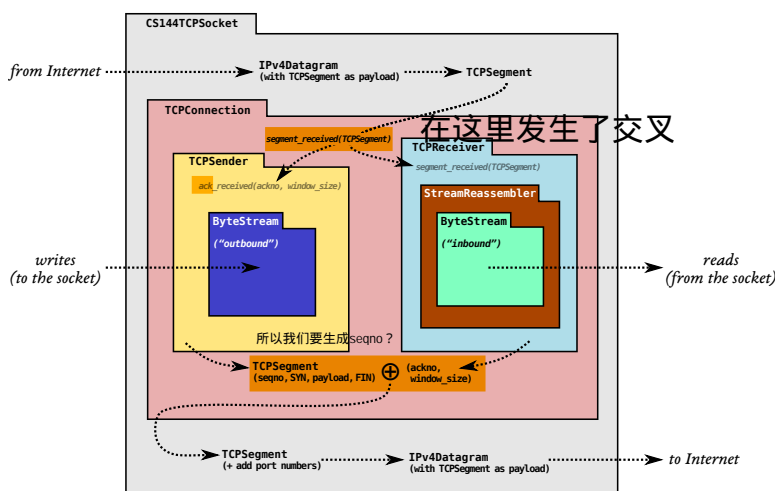 CS144TCPSocket
from Internet
IPv4Datagram
(with TCPSegment as payload)
TCPSegment
TCPConnection
在这里发生了交叉
segment_received(TCPSegment)
TCPSender
TCPReceiver
ack_received(ackno, window_size)
segment_received(TCPSegment)
StreamReassembler
ByteStream
(“outbound”)
ByteStream
(“inbound”)
writes
(to the socket)
reads
(from the socket)
所以我们要生成seqno？
TCPSegment
(seqno, SYN, payload, FIN)
(ackno,
window_size)
TCPSegment
(+ add port numbers)
IPv4Datagram
(with TCPSegment as payload)
to Internet